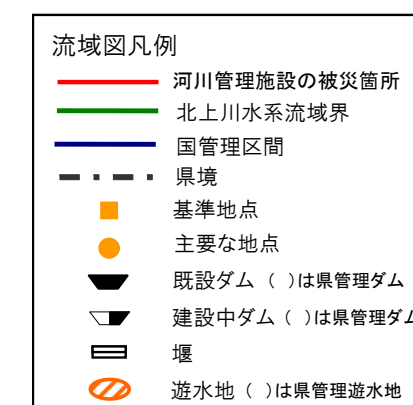 流域図凡例
河川管理施設の被災箇所
北上川水系流域界
国管理区間
県境
基準地点
主要な地点
既設ダム ( )は県管理ダム
建設中ダム ( )は県管理ダム
堰
遊水地 ( )は県管理遊水地